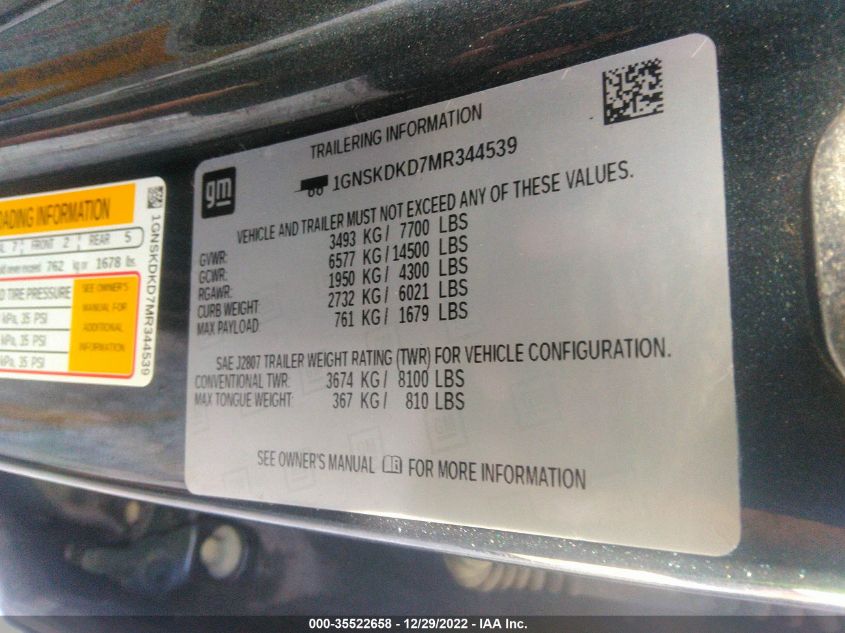 OADING INFORMATION
AL 7 FRONT 2 REAR 5
ld never exceed 762 kg or 1678 lbs.
D TIRE PRESSURE
kPa, 35 PSI
kPa, 35 PSI
kPa, 35 PSI
SEE OWNER'S
MANUAL FOR
ADDITIONAL
INFORMATION
1GNSKDKD7MR344539
gm
TRAILERING INFORMATION
1GNSKDKD7MR344539
VEHICLE AND TRAILER MUST NOT EXCEED ANY OF THESE VALUES.
GVWR: 3493 KG / 7700 LBS
GCWR: 6577 KG / 14500 LBS
RGAWR: 1950 KG / 4300 LBS
CURB WEIGHT: 2732 KG / 6021 LBS
MAX PAYLOAD: 761 KG / 1679 LBS
SAE J2807 TRAILER WEIGHT RATING (TWR) FOR VEHICLE CONFIGURATION.
CONVENTIONAL TWR: 3674 KG / 8100 LBS
MAX TONGUE WEIGHT 367 KG / 810 LBS
SEE OWNER'S MANUAL FOR MORE INFORMATION
000-35522658 - 12/29/2022 - IAA Inc.